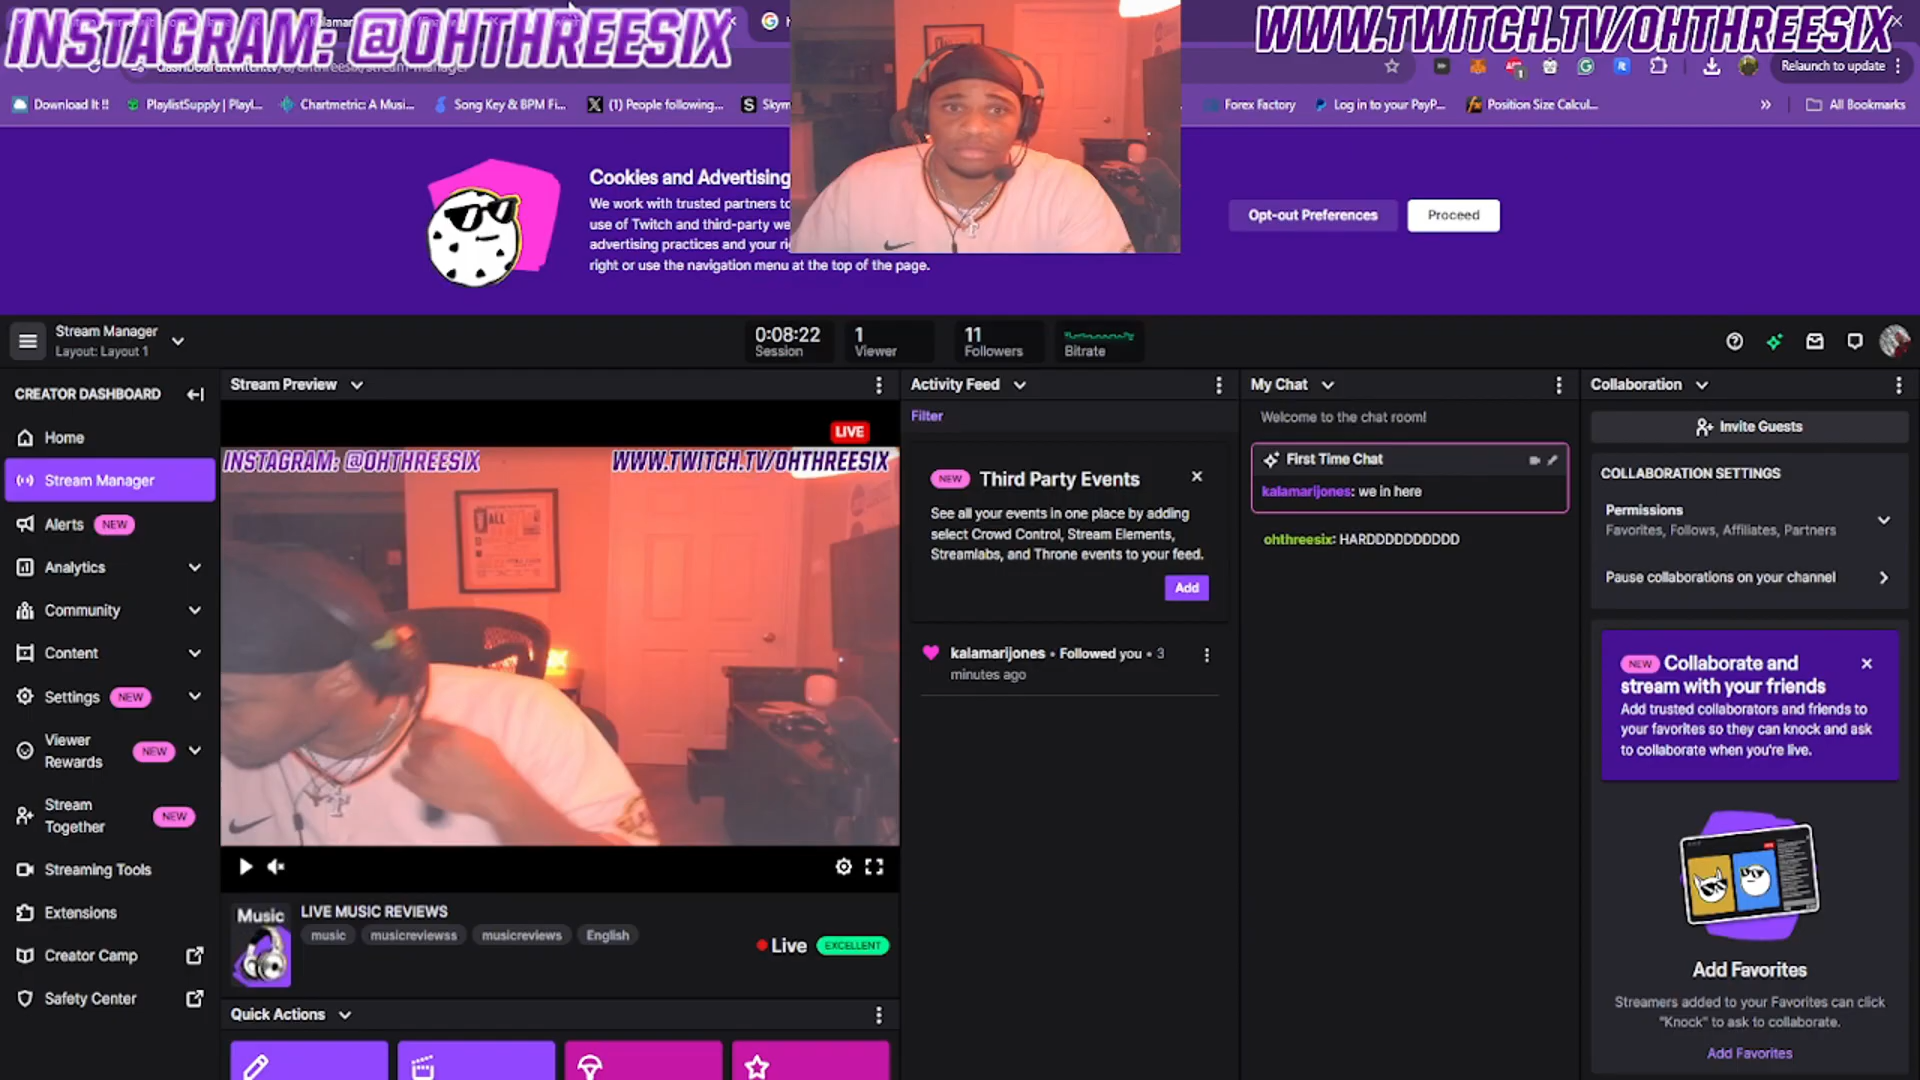 INSTAGRAM: @OHTHREESIX
WWW.TWITCH.TV/OHTHREESIX
Relaunch to update
Download It !!
PlaylistSupply | Playl...
Chartmetric: A Musi...
Song Key & BPM Fi...
(1) People following...
Forex Factory
Log in to your PayP...
Position Size Calcul...
All Bookmarks
Cookies and Advertising
We work with trusted partners to
use of Twitch and third-party we
advertising practices and your ri
right or use the navigation menu at the top of the page.
Opt-out Preferences
Proceed
Stream Manager
Layout: Layout 1
0:08:22
Session
1
Viewer
11
Followers
Bitrate
CREATOR DASHBOARD
Home
Stream Manager
Alerts NEW
Analytics
Community
Content
Settings NEW
Viewer
Rewards
NEW
Stream
Together
NEW
Streaming Tools
Extensions
Creator Camp
Safety Center
Stream Preview
LIVE
INSTAGRAM: @OHTHREESIX
WWW.TWITCH.TV/OHTHREESIX
Music
LIVE MUSIC REVIEWS
music musicreviewss musicreviews English
Live EXCELLENT
Quick Actions
Activity Feed
Filter
NEW Third Party Events
See all your events in one place by adding
select Crowd Control, Stream Elements,
Streamlabs, and Throne events to your feed.
Add
kalamarijones • Followed you • 3
minutes ago
My Chat
Welcome to the chat room!
First Time Chat
kalamarijones: we in here
ohthreesix: HARDDDDDDDDDD
Collaboration
Invite Guests
COLLABORATION SETTINGS
Permissions
Favorites, Follows, Affiliates, Partners
Pause collaborations on your channel
NEW Collaborate and
stream with your friends
Add trusted collaborators and friends to
your favorites so they can knock and ask
to collaborate when you're live.
Add Favorites
Streamers added to your Favorites can click
"Knock" to ask to collaborate.
Add Favorites